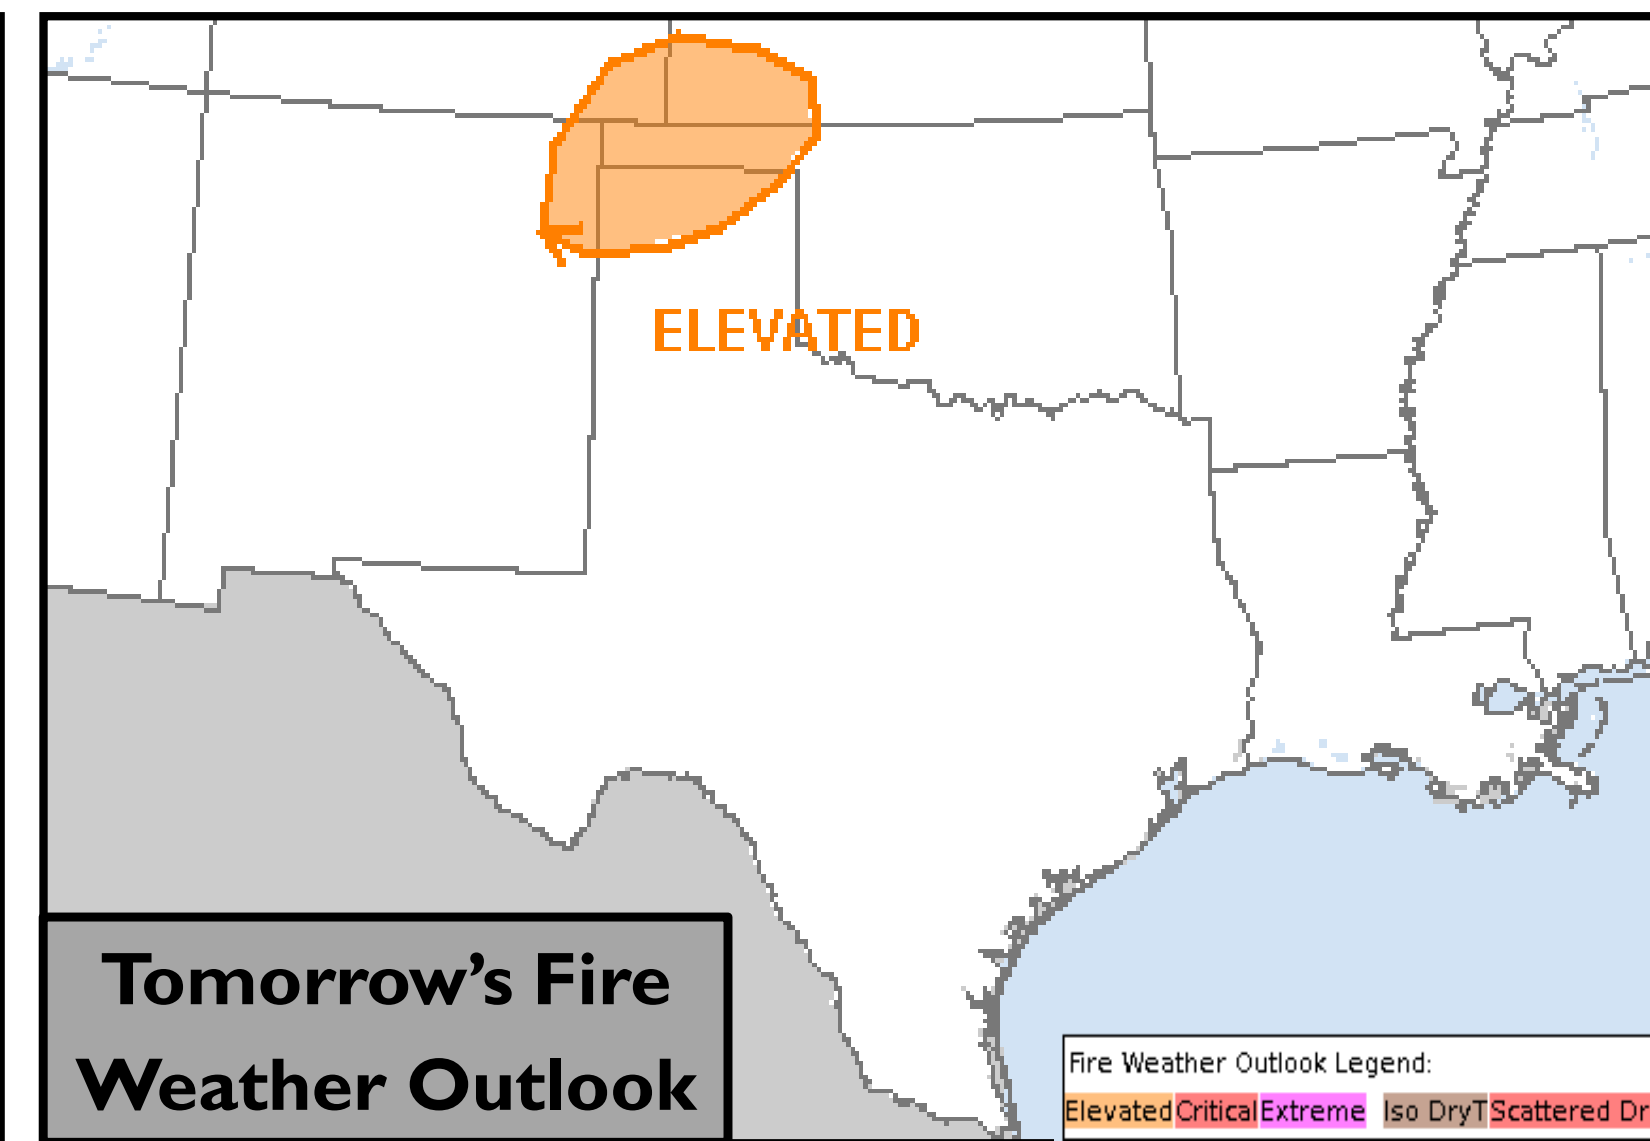 ELEVATED
Tomorrow's Fire
Weather Outlook
Fire Weather Outlook Legend:
Elevated Critical Extreme Iso DryT Scattered Dr